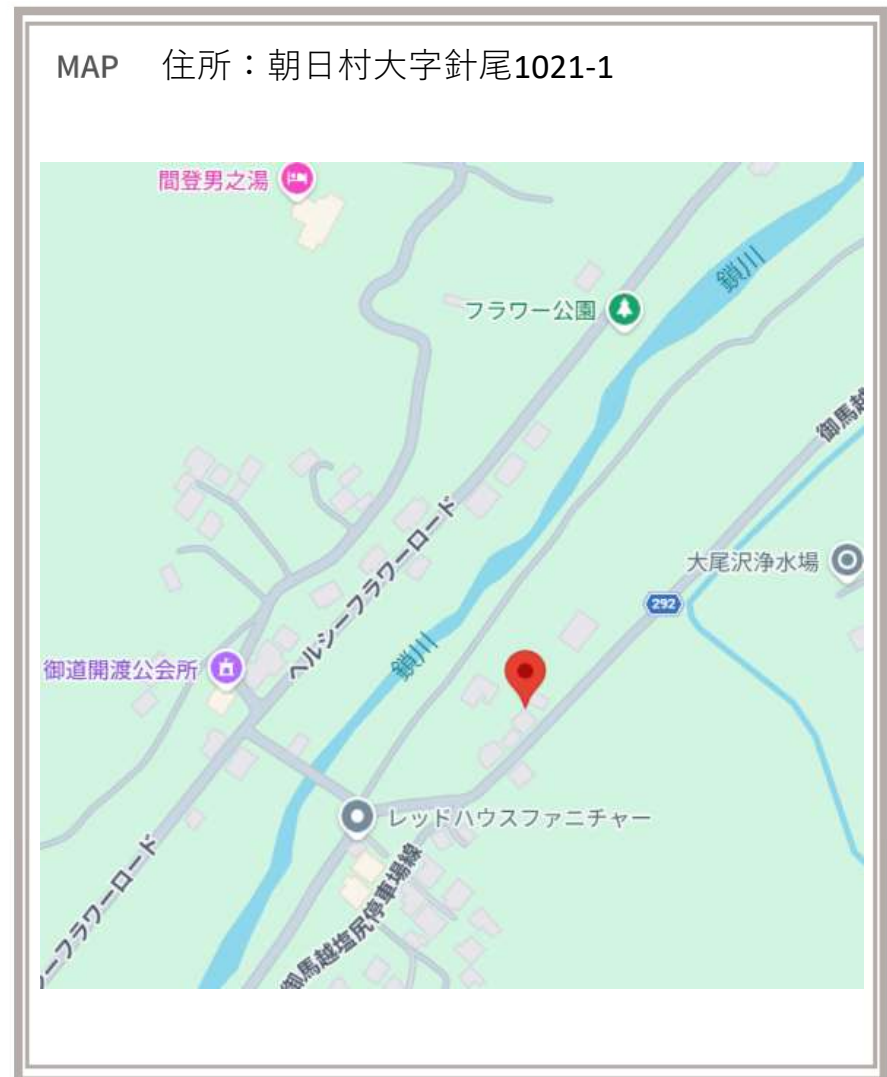 MAP 住所：朝日村大字針尾1021-1
間登男之湯
鎖川
フラワー公園
御馬越
大尾沢浄水場
ヘルシーフラワーロード
292
鎖川
御道開渡公会所
レッドハウスファニチャー
シーフラワーロード
御馬越塩尻停車場線